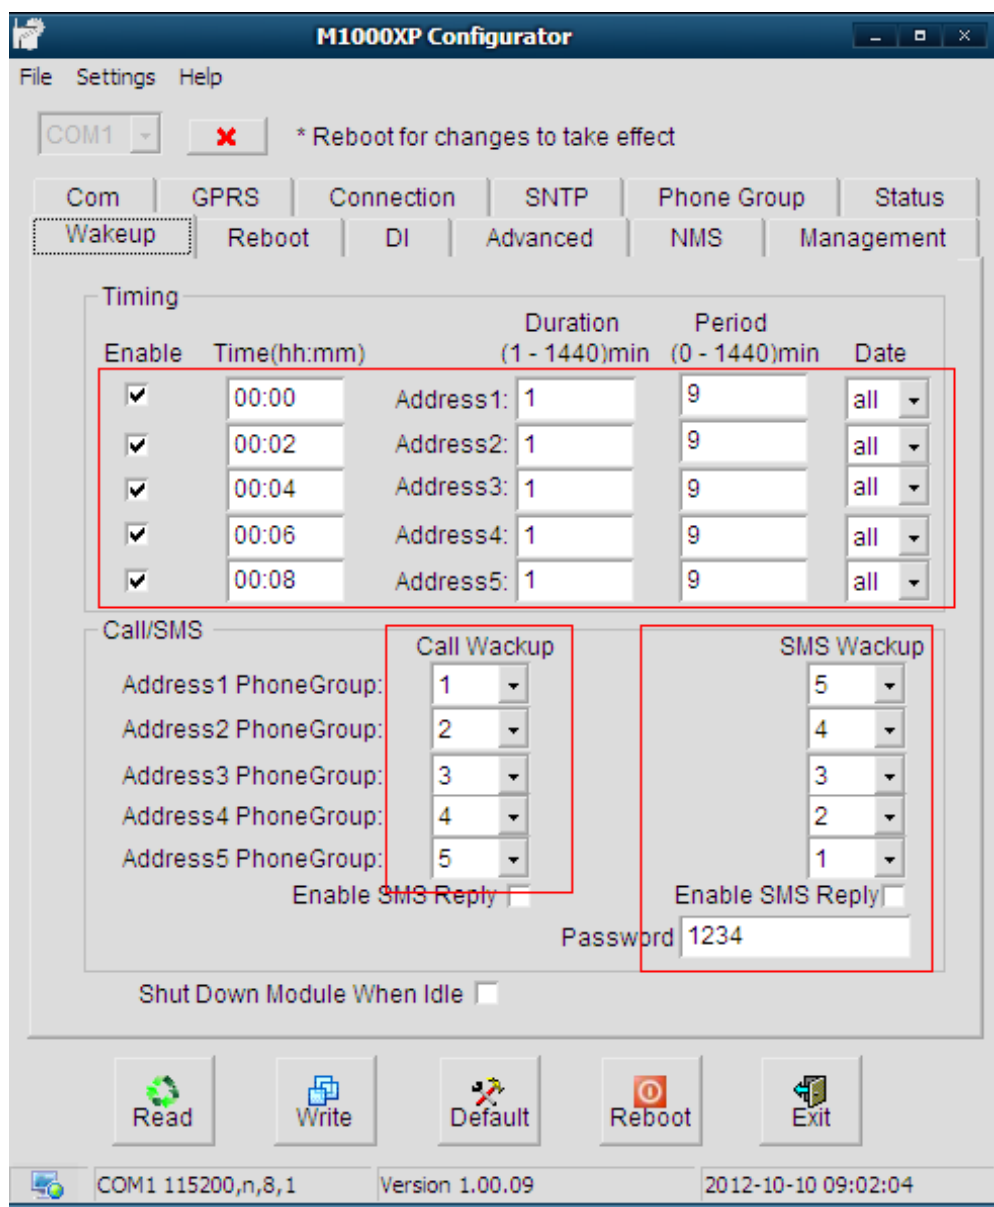 M1000XP Configurator
File Settings Help
COM1 * Reboot for changes to take effect
Com GPRS Connection SNTP Phone Group Status
Wakeup Reboot DI Advanced NMS Management
Timing
Duration Period
Enable Time(hh:mm) (1 - 1440)min (0 - 1440)min Date
00:00 Address1: 1 9 all
00:02 Address2: 1 9 all
00:04 Address3: 1 9 all
00:06 Address4: 1 9 all
00:08 Address5: 1 9 all
Call/SMS
Call Wackup SMS Wackup
Address1 PhoneGroup: 1 5
Address2 PhoneGroup: 2 4
Address3 PhoneGroup: 3 3
Address4 PhoneGroup: 4 2
Address5 PhoneGroup: 5 1
Enable SMS Reply Enable SMS Reply
Password 1234
Shut Down Module When Idle
Read Write Default Reboot Exit
COM1 115200,n,8,1 Version 1.00.09 2012-10-10 09:02:04